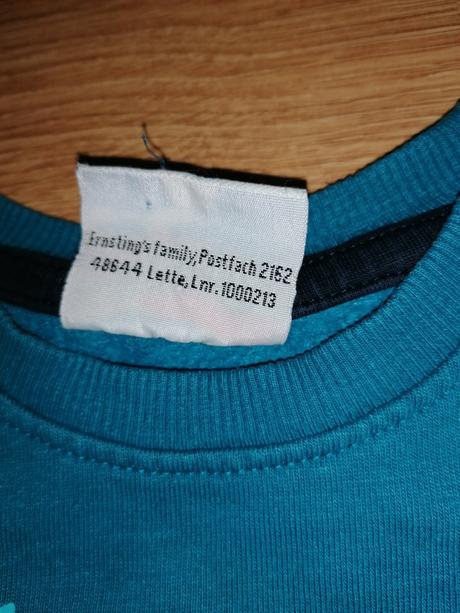 Ernsting's family,Postfach 2162
48644 Lette,Lnr. 1000213